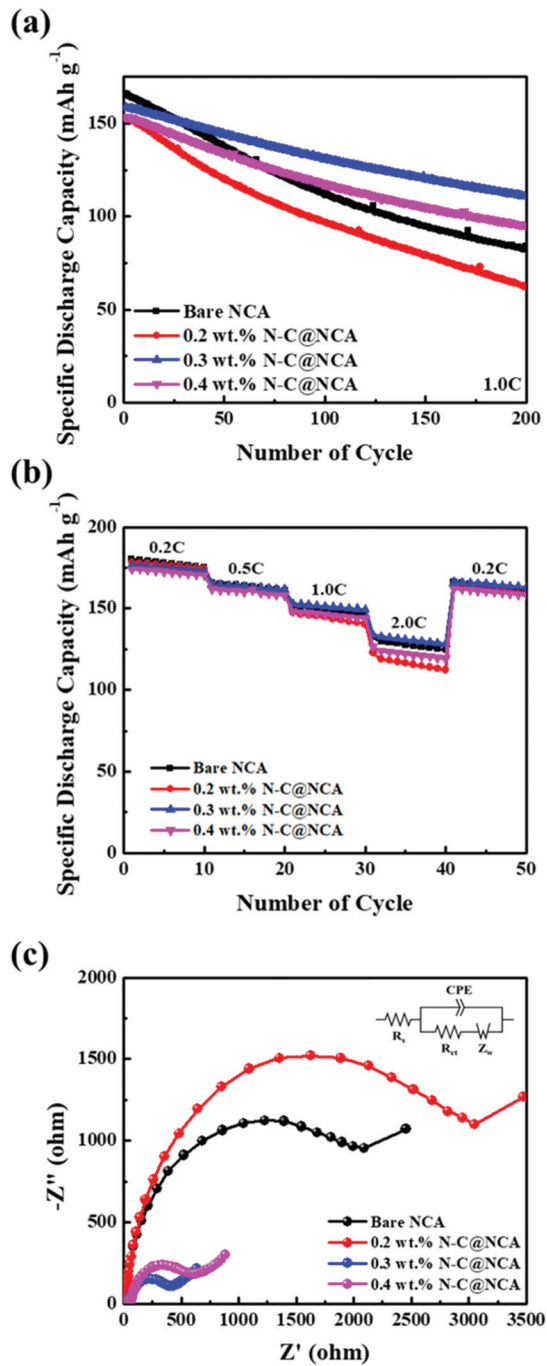 (a)
Specific Discharge Capacity (mAh g⁻¹)
150
100
50
0
Bare NCA
0.2 wt.% N-C@NCA
0.3 wt.% N-C@NCA
0.4 wt.% N-C@NCA
1.0C
0 50 100 150 200
Number of Cycle
(b)
Specific Discharge Capacity (mAh g⁻¹)
200
150
100
50
0
0.2C 0.5C 1.0C 2.0C 0.2C
Bare NCA
0.2 wt.% N-C@NCA
0.3 wt.% N-C@NCA
0.4 wt.% N-C@NCA
0 10 20 30 40 50
Number of Cycle
(c)
-Z'' (ohm)
2000
1500
1000
500
0
CPE
Rs Rct Zw
Bare NCA
0.2 wt.% N-C@NCA
0.3 wt.% N-C@NCA
0.4 wt.% N-C@NCA
0 500 1000 1500 2000 2500 3000 3500
Z' (ohm)